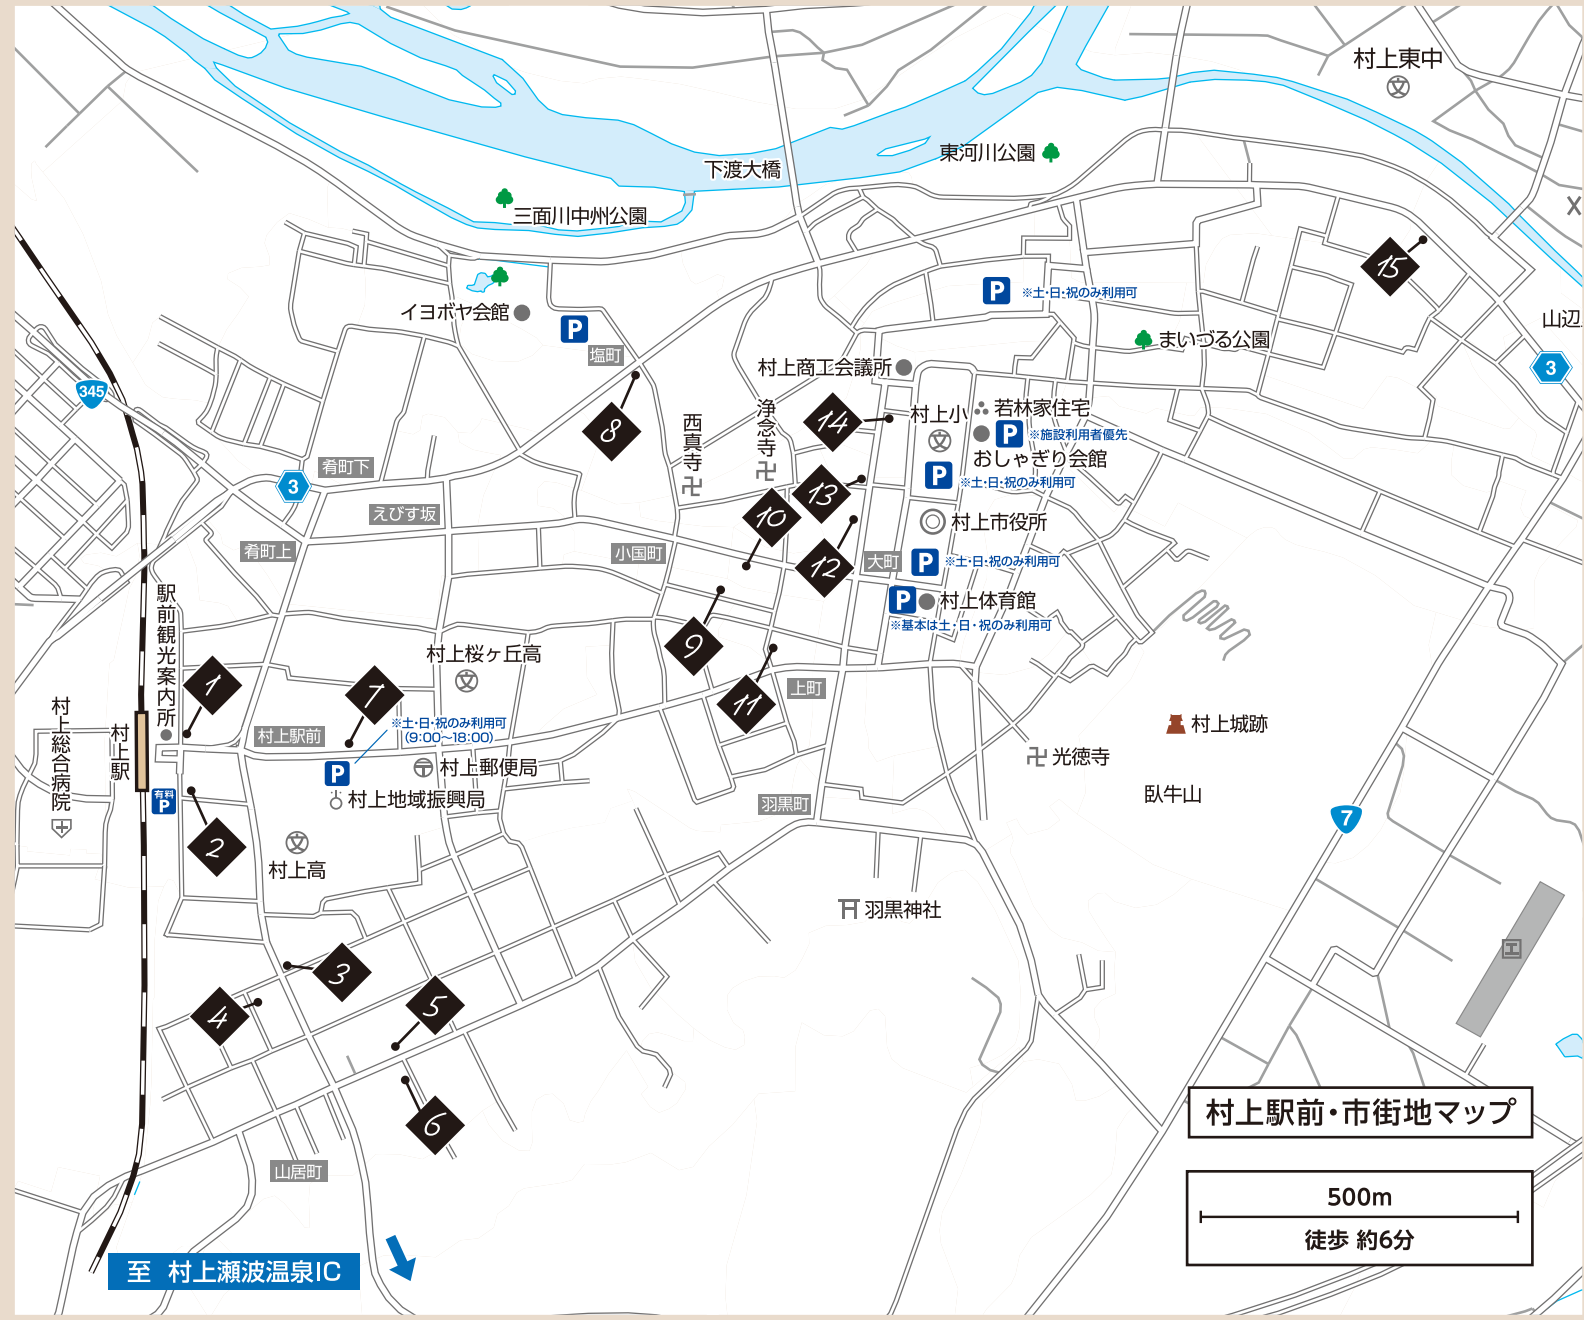 村上東中
文
下渡大橋
東河川公園
三面川中州公園
15
P
※土・日・祝のみ利用可
イヨボヤ会館
P
塩町
まいづる公園
山辺
3
345
村上商工会議所
8
西真寺
卍
浄念寺
卍
14
村上小
文
若林家住宅
P
※施設利用者優先
おしゃぎり会館
P
※土・日・祝のみ利用可
肴町下
3
えびす坂
13
10
村上市役所
肴町上
小国町
12
大町
P
※土・日・祝のみ利用可
P
村上体育館
※基本は土・日・祝のみ利用可
駅前観光案内所
9
村上桜ヶ丘高
文
1
7
上町
11
村上総合病院
村上駅
村上駅前
※土・日・祝のみ利用可
(9:00〜18:00)
村上城跡
卍
光徳寺
P
〒
村上郵便局
村上地域振興局
有料
P
羽黒町
臥牛山
7
2
文
村上高
羽黒神社
3
4
5
6
村上駅前・市街地マップ
山居町
500m
徒歩 約6分
至 村上瀬波温泉IC